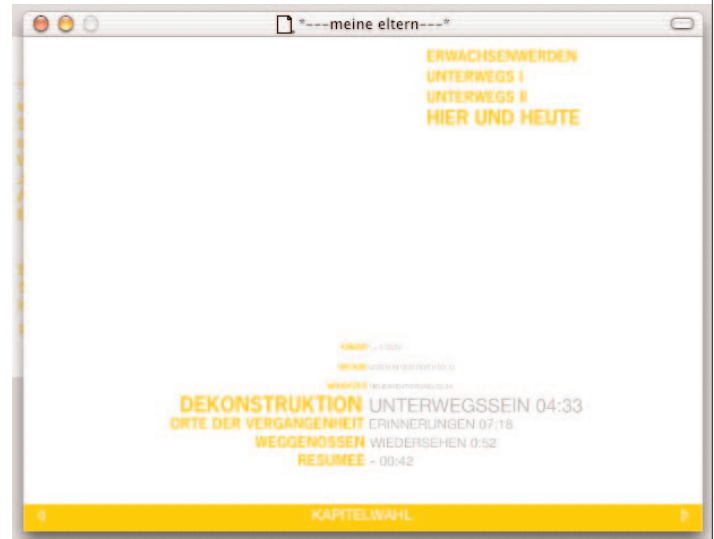 *---meine eltern---*
ERWACHSENWERDEN
UNTERWEGS I
UNTERWEGS II
HIER UND HEUTE
DEKONSTRUKTION UNTERWEGSSEIN 04:33
ORTE DER VERGANGENHEIT ERINNERUNGEN 07:18
WEGGENOSSEN WIEDERSEHEN 0:52
RESUMEE - 00:42
KAPITELWAHL